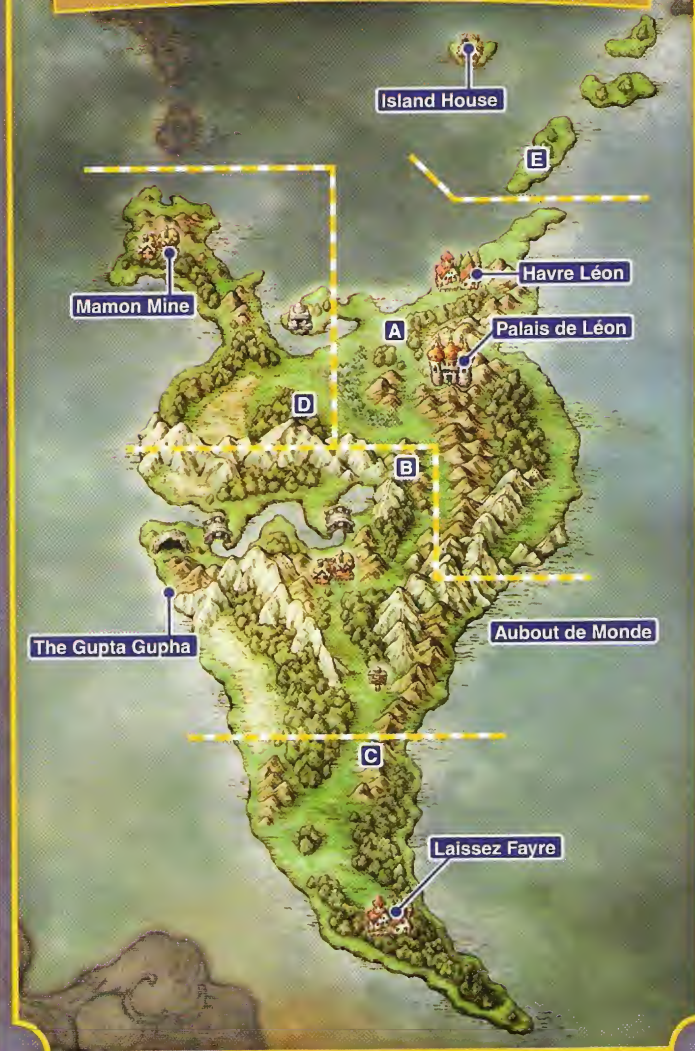 Island House
E
Havre Léon
Mamon Mine
A
Palais de Léon
D
B
The Gupta Gupha
Aubout de Monde
C
Laissez Fayre